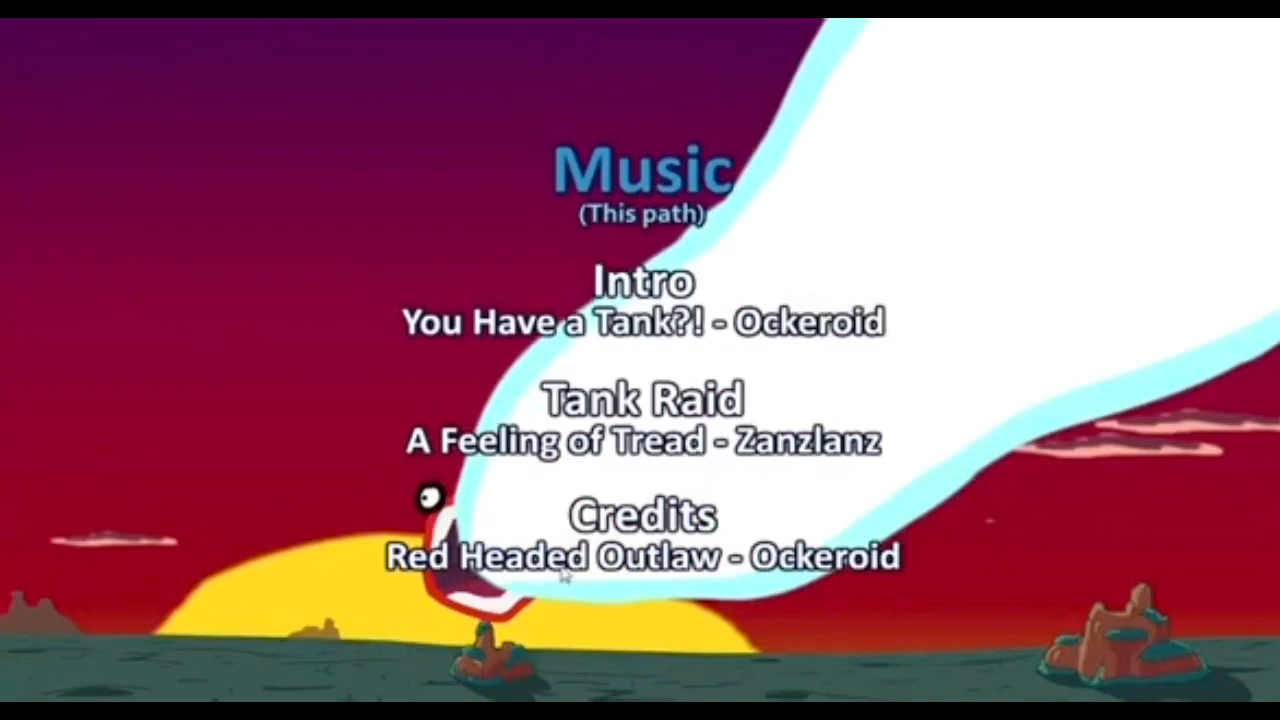 Music
(This path)
Intro
You Have a Tank?! - Ockeroid
Tank Raid
A Feeling of Tread - Zanzlanz
Credits
Red Headed Outlaw - Ockeroid